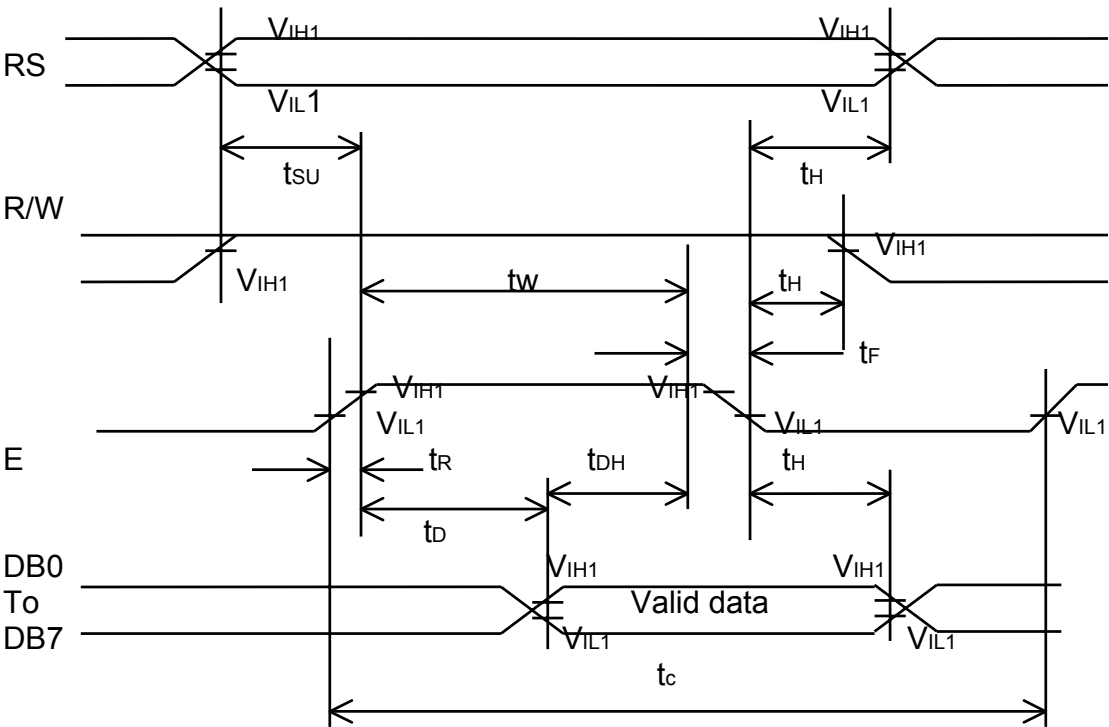 VIH1 VIH1
RS
VIL1 VIL1
tSU tH
R/W
VIH1
VIH1 tW tH
tF
VIH1 VIH1
VIL1 VIL1 VIL1
E tR tDH tH
tD
DB0 VIH1 VIH1
To Valid data
DB7 VIL1 VIL1
tc